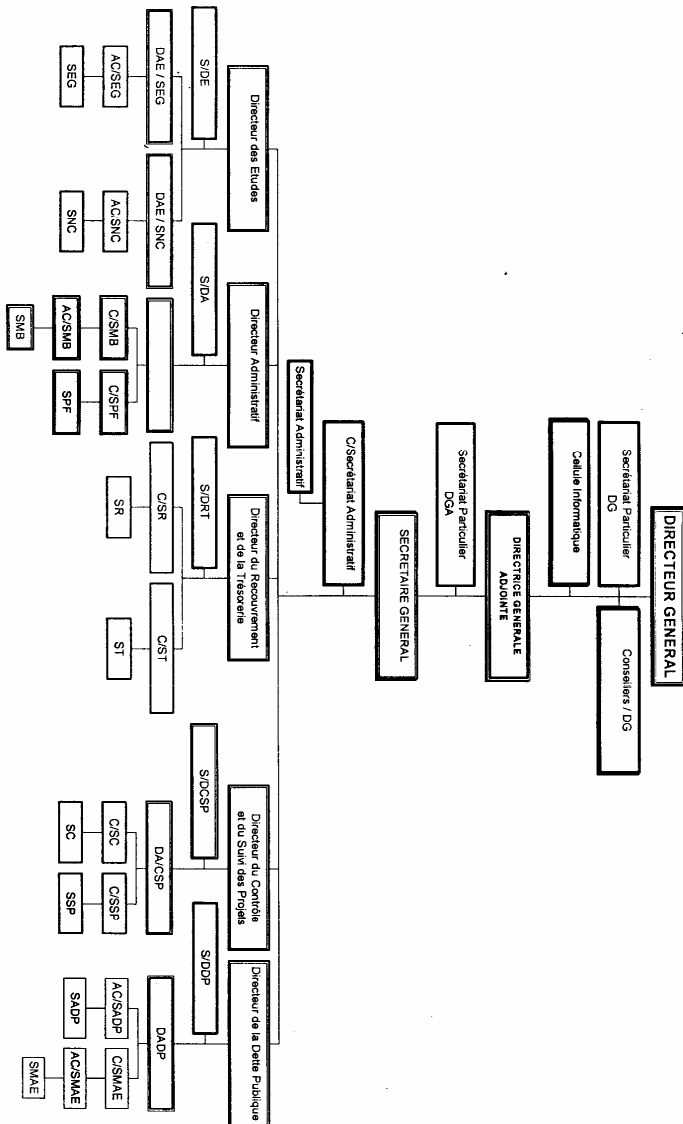 DIRECTEUR GENERAL
Secrétariat Particulier
DG
Conseillers / DG
Cellule Informatique
DIRECTRICE GENERALE
ADJOINTE
Secrétariat Particulier
DGA
SECRETAIRE GENERAL
C/Secrétariat Administratif
Secrétariat Administratif
Directeur des Etudes
Directeur Administratif
Directeur du Recouvrement
et de la Trésorerie
Directeur du Contrôle
et du Suivi des Projets
Directeur de la Dette Publique
S/DE
S/DA
S/DRT
S/DCSP
S/DDP
DAE / SEG
DAE / SNC
C/SR
C/ST
DA/CSP
DADP
AC/SEG
AC.SNC
C/SMB
C/SPF
SR
ST
C/SC
C/SSP
AC/SADP
C/SMAE
SEG
SNC
AC/SMB
SPF
SC
SSP
SADP
AC/SMAE
SMB
SMAE